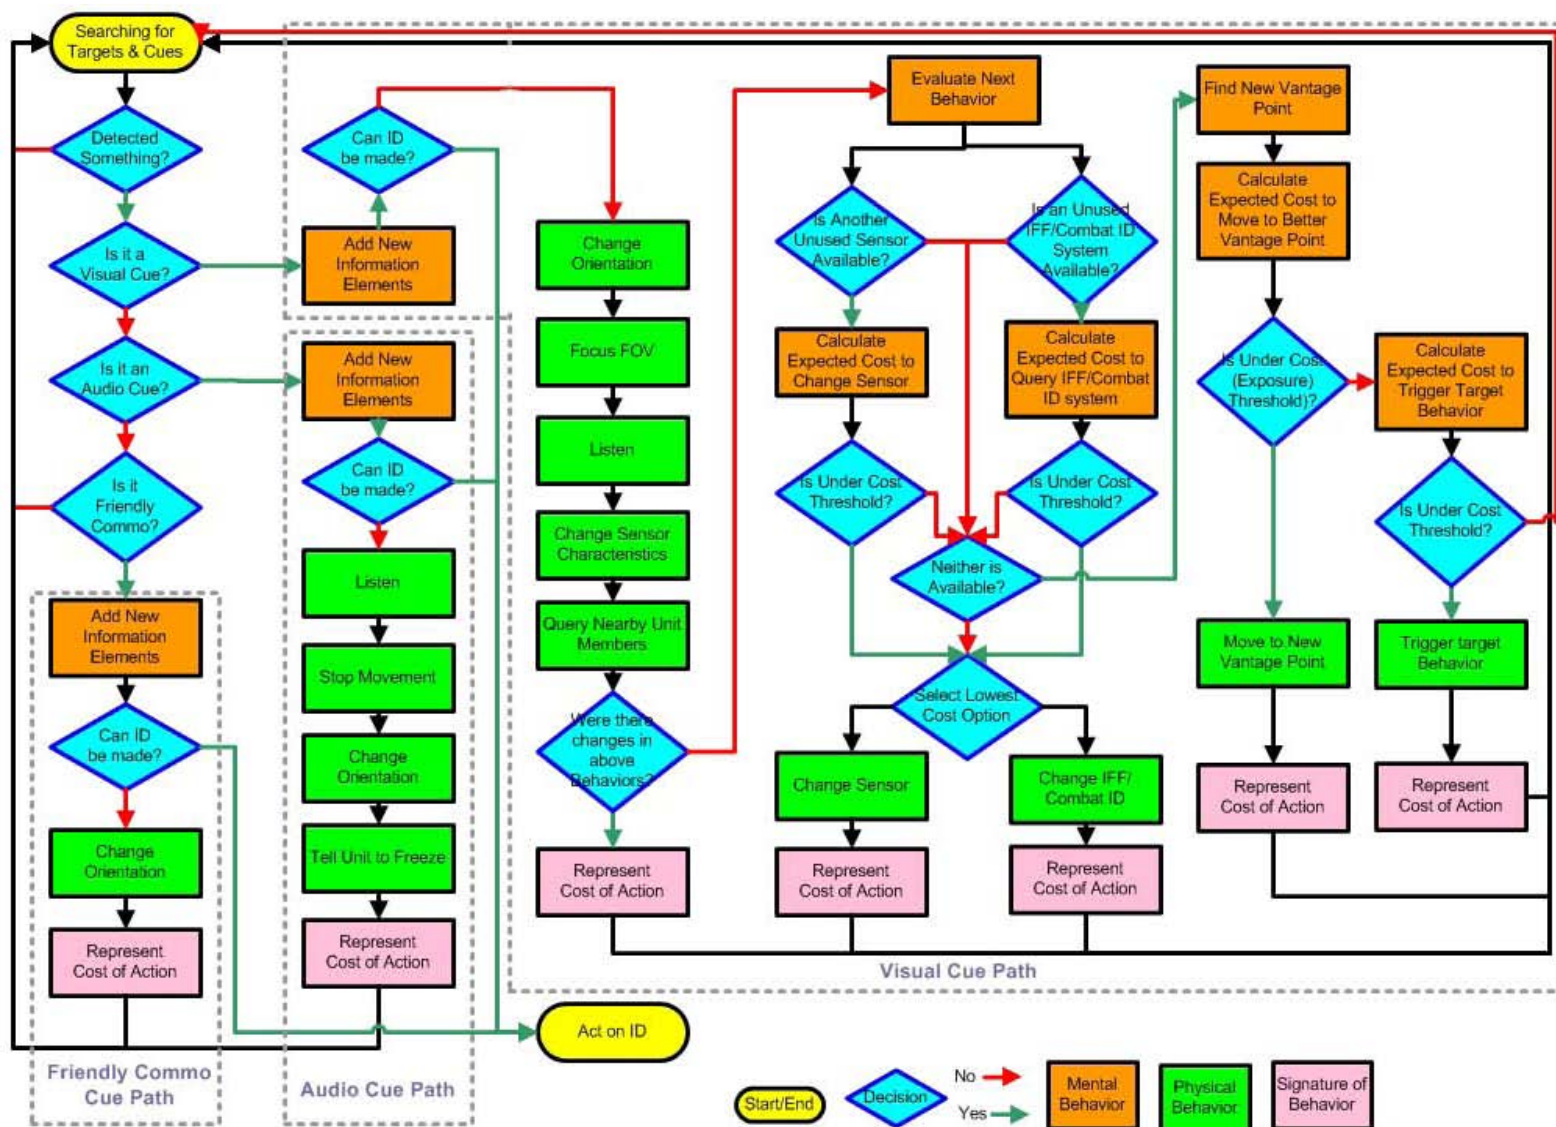 Searching for
Targets & Cues
Detected
Something?
Is it a
Visual Cue?
Is it an
Audio Cue?
Is it
Friendly
Commo?
Add New
Information
Elements
Can ID
be made?
Change
Orientation
Represent
Cost of Action
Friendly Commo
Cue Path
Can ID
be made?
Add New
Information
Elements
Add New
Information
Elements
Can ID
be made?
Listen
Stop Movement
Change
Orientation
Tell Unit to Freeze
Represent
Cost of Action
Audio Cue Path
Change
Orientation
Focus FOV
Listen
Change Sensor
Characteristics
Query Nearby Unit
Members
Were there
changes in
above
Behaviors?
Represent
Cost of Action
Act on ID
Evaluate Next
Behavior
Is Another
Unused Sensor
Available?
Is an Unused
IFF/Combat ID
System
Available?
Calculate
Expected Cost to
Change Sensor
Calculate
Expected Cost to
Query IFF/Combat
ID system
Is Under Cost
Threshold?
Is Under Cost
Threshold?
Neither is
Available?
Select Lowest
Cost Option
Change Sensor
Change IFF/
Combat ID
Represent
Cost of Action
Represent
Cost of Action
Find New Vantage
Point
Calculate
Expected Cost to
Move to Better
Vantage Point
Is Under Cost
(Exposure)
Threshold)?
Move to New
Vantage Point
Represent
Cost of Action
Calculate
Expected Cost to
Trigger Target
Behavior
Is Under Cost
Threshold?
Trigger target
Behavior
Represent
Cost of Action
Visual Cue Path
Start/End
Decision
No
Yes
Mental
Behavior
Physical
Behavior
Signature of
Behavior